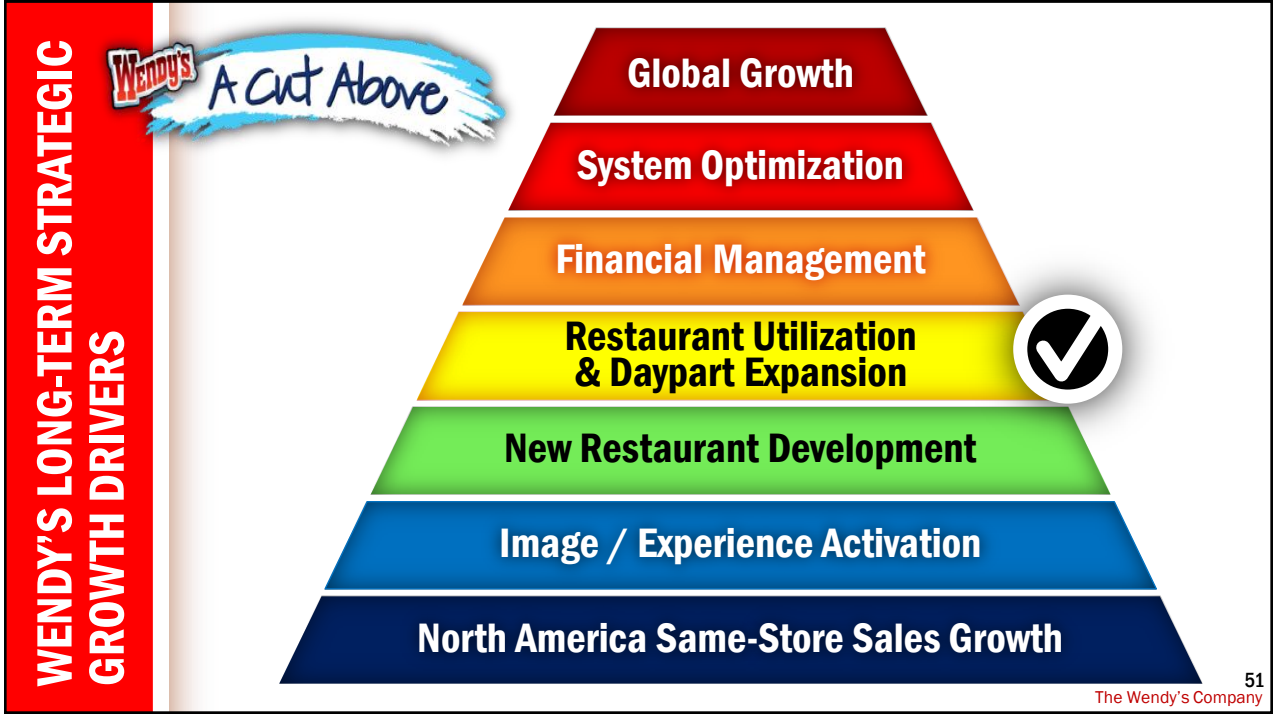 WENDY'S LONG-TERM STRATEGIC
GROWTH DRIVERS
Wendy's
A Cut Above
Global Growth
System Optimization
Financial Management
Restaurant Utilization
& Daypart Expansion
New Restaurant Development
Image / Experience Activation
North America Same-Store Sales Growth
51
The Wendy's Company